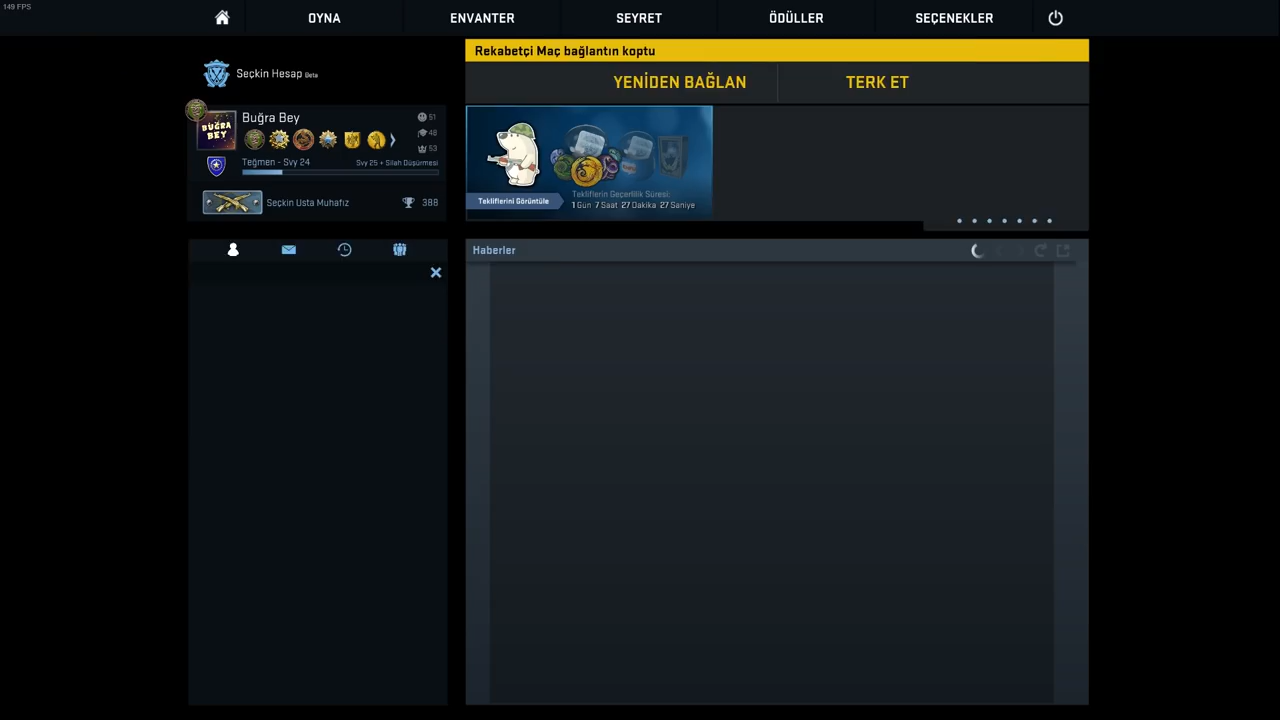 149 FPS
OYNA
ENVANTER
SEYRET
ÖDÜLLER
SEÇENEKLER
Rekabetçi Maç bağlantın koptu
YENİDEN BAĞLAN
TERK ET
Seçkin Hesap Beta
BUĞRA
BEY
Buğra Bey
51
48
53
Teğmen - Svy 24
Svy 25 + Silah Düşürmesi
Seçkin Usta Muhafız
388
Tekliflerini Görüntüle
Tekliflerin Geçerlilik Süresi:
1 Gün 7 Saat 27 Dakika 27 Saniye
Haberler